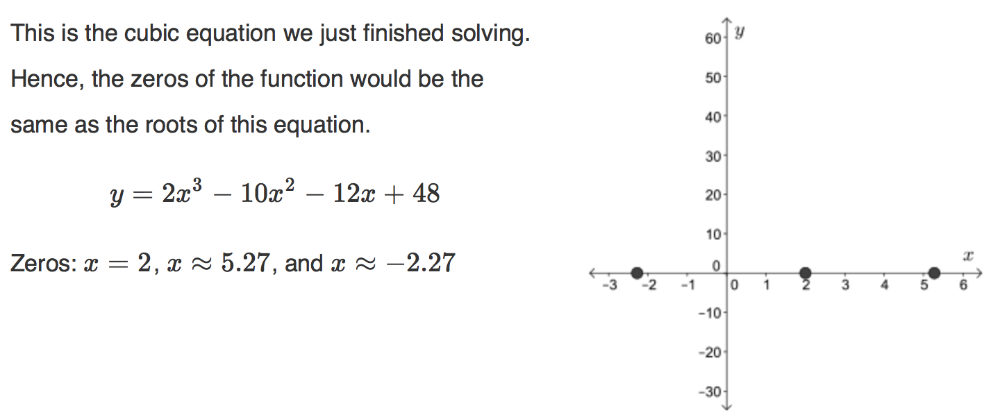 This is the cubic equation we just finished solving.
Hence, the zeros of the function would be the
same as the roots of this equation.
y = 2x³ − 10x² − 12x + 48
Zeros: x = 2, x ≈ 5.27, and x ≈ −2.27
y
60
50
40
30
20
10
0
x
−3 −2 −1 0 1 2 3 4 5 6
−10
−20
−30